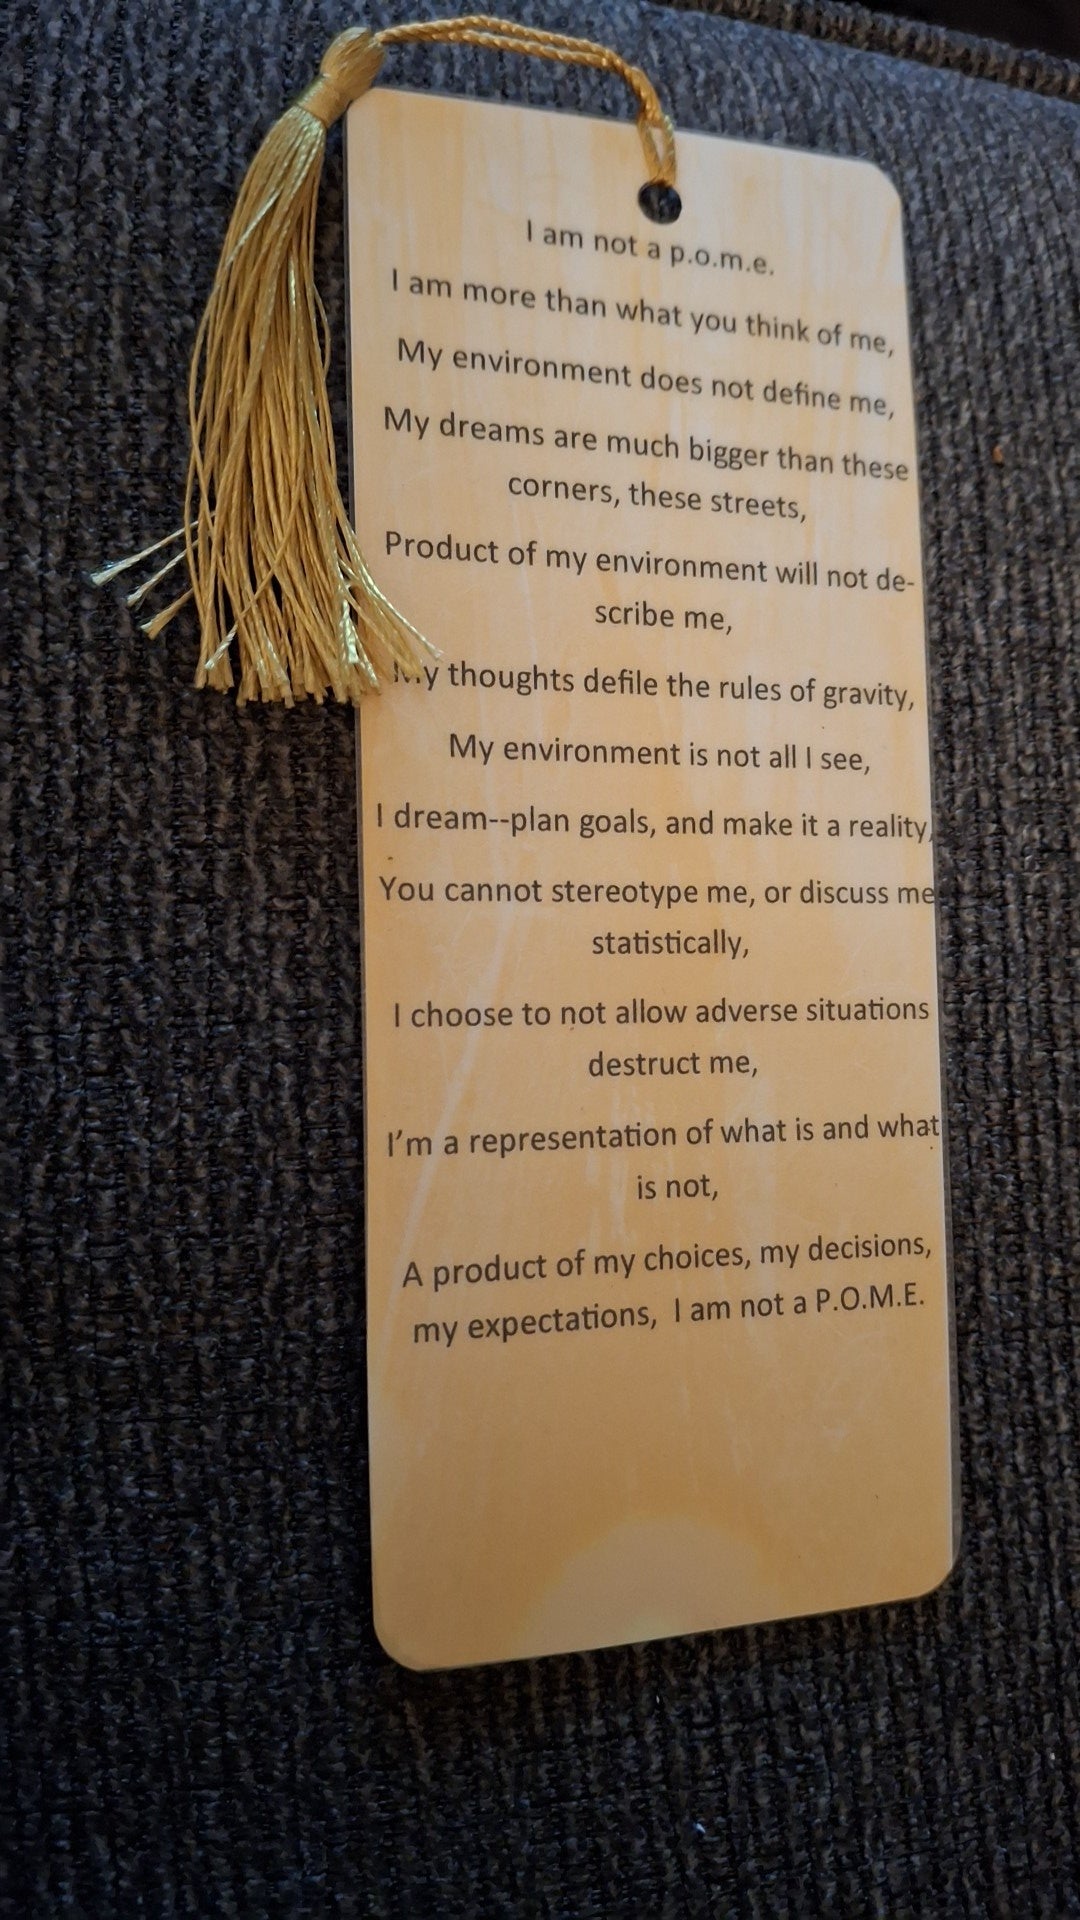 I am not a p.o.m.e.
I am more than what you think of me,
My environment does not define me,
My dreams are much bigger than these
corners, these streets,
Product of my environment will not de-
scribe me,
My thoughts defile the rules of gravity,
My environment is not all I see,
I dream--plan goals, and make it a reality,
You cannot stereotype me, or discuss me
statistically,
I choose to not allow adverse situations
destruct me,
I'm a representation of what is and what
is not,
A product of my choices, my decisions,
my expectations,  I am not a P.O.M.E.